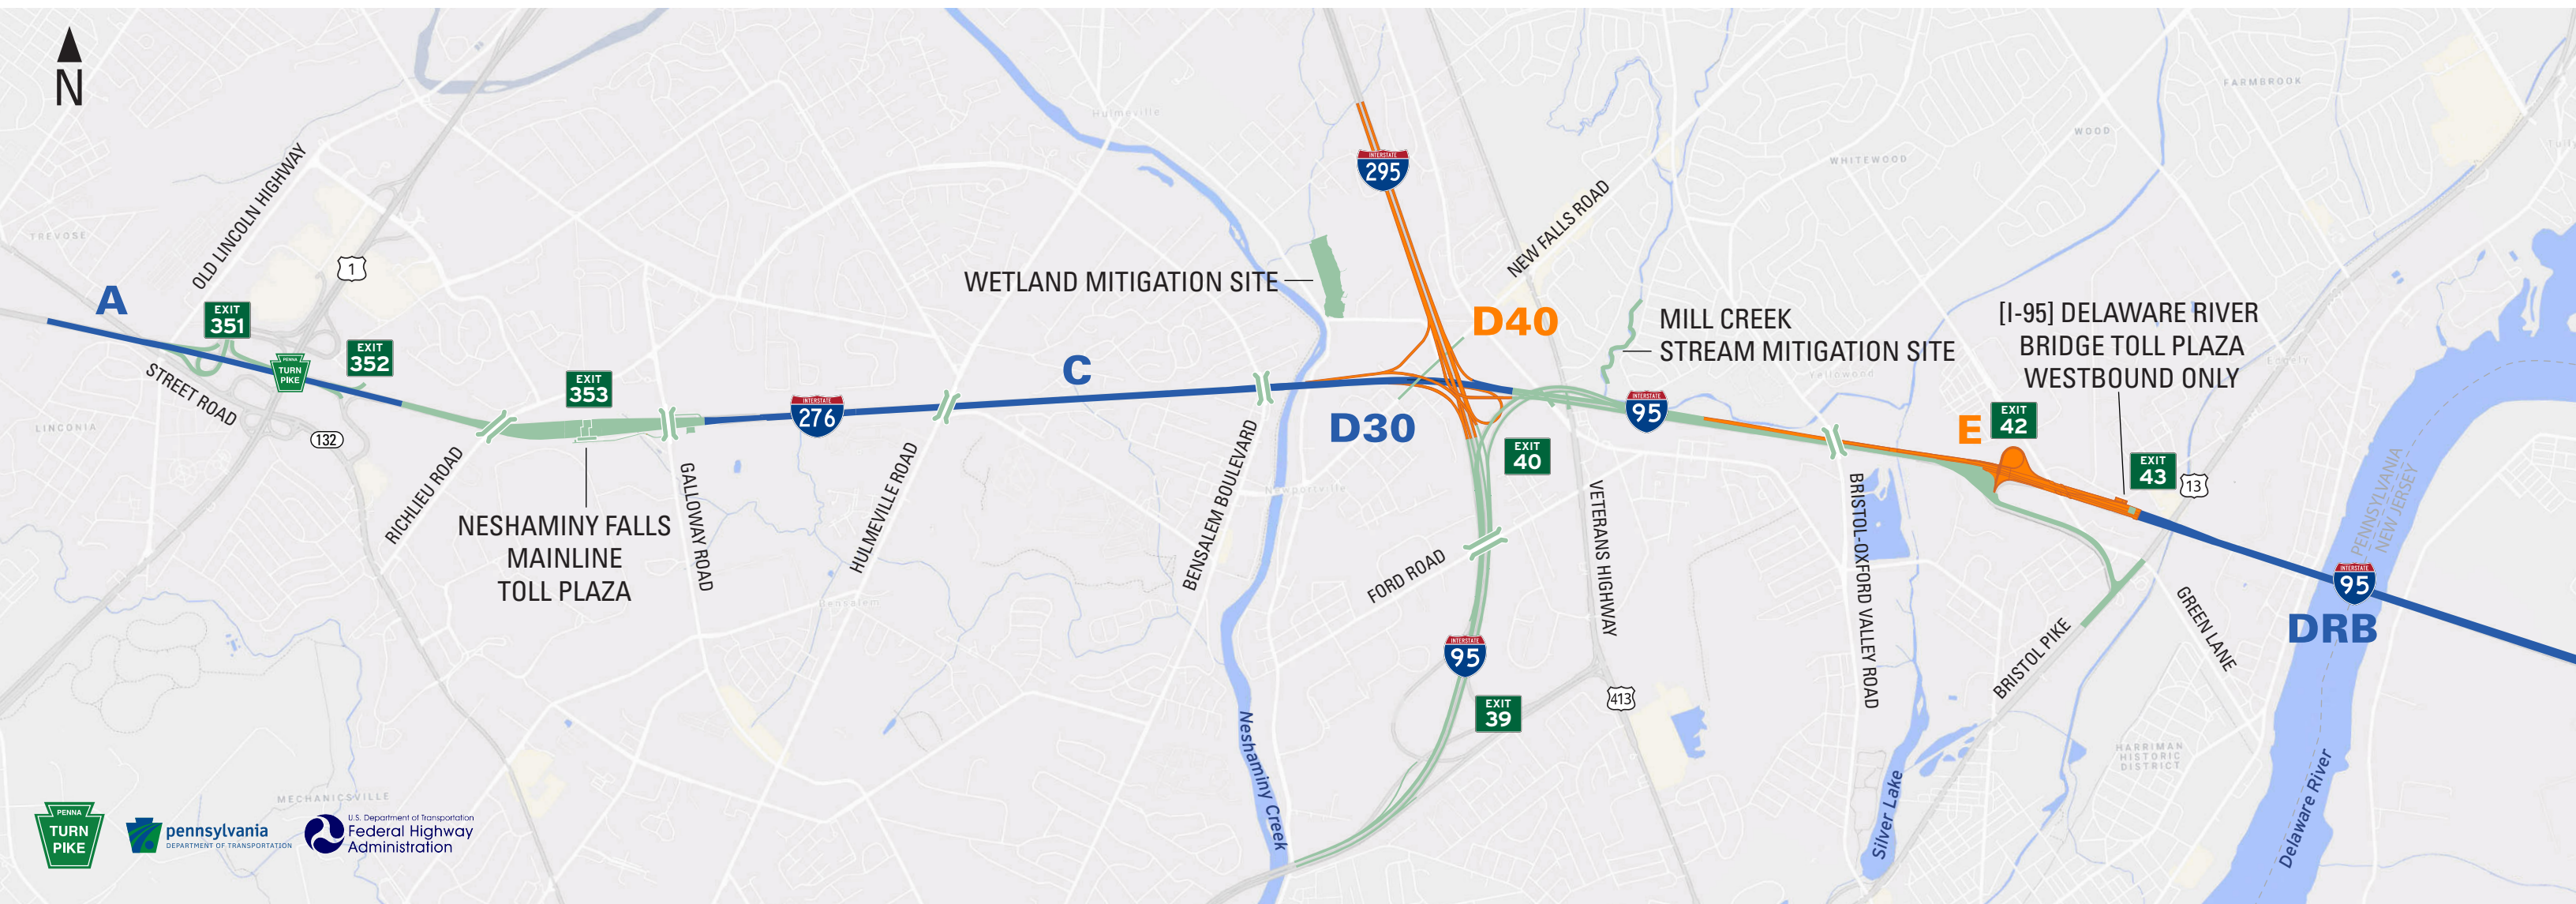 N
TREVOSE
OLD LINCOLN HIGHWAY
1
A
EXIT
351
PENNA
TURN
PIKE
EXIT
352
STREET ROAD
LINCONIA
132
RICHLIEU ROAD
EXIT
353
NESHAMINY FALLS
MAINLINE
TOLL PLAZA
GALLOWAY ROAD
INTERSTATE
276
HULMEVILLE ROAD
C
Hulmeville
WETLAND MITIGATION SITE
BENSALEM BOULEVARD
Bensalem
Newportville
INTERSTATE
295
D40
D30
NEW FALLS ROAD
MILL CREEK
STREAM MITIGATION SITE
EXIT
40
INTERSTATE
95
FORD ROAD
VETERANS HIGHWAY
INTERSTATE
95
EXIT
39
413
Neshaminy Creek
WHITEWOOD
WOOD
FARMBROOK
Yellowood
BRISTOL-OXFORD VALLEY ROAD
E
EXIT
42
[I-95] DELAWARE RIVER
BRIDGE TOLL PLAZA
WESTBOUND ONLY
EXIT
43
13
BRISTOL PIKE
GREEN LANE
PENNSYLVANIA
NEW JERSEY
INTERSTATE
95
DRB
HARRIMAN
HISTORIC
DISTRICT
Silver Lake
Delaware River
MECHANICSVILLE
PENNA
TURN
PIKE
pennsylvania
DEPARTMENT OF TRANSPORTATION
U.S. Department of Transportation
Federal Highway
Administration